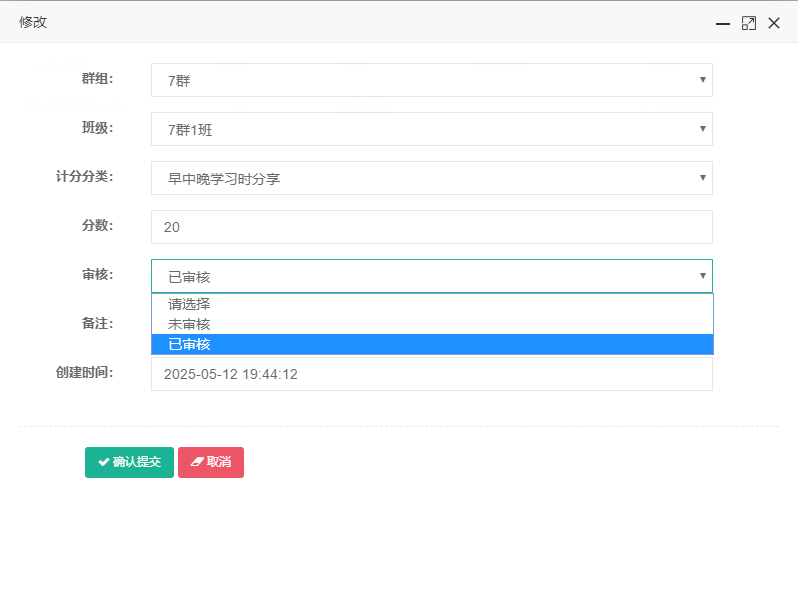 修改
群组： 7群
班级： 7群1班
计分分类： 早中晚学习时分享
分数： 20
审核： 已审核
请选择
未审核
备注：
已审核
创建时间： 2025-05-12 19:44:12
确认提交 取消